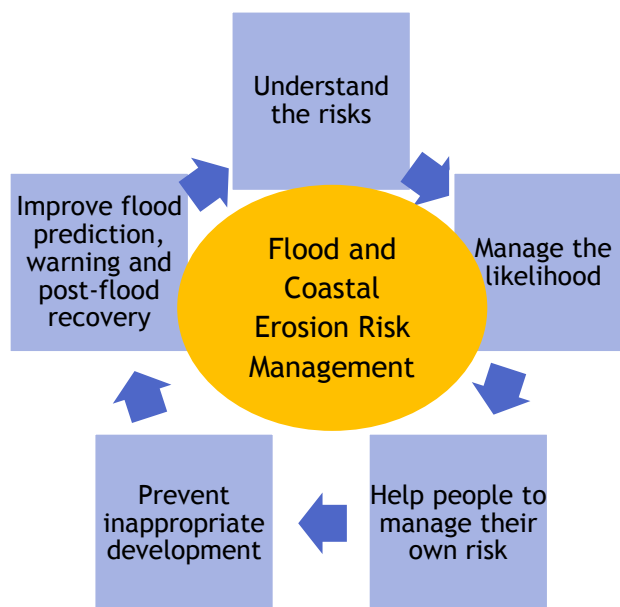 Understand
the risks
Manage the
likelihood
Help people to
manage their
own risk
Prevent
inappropriate
development
Improve flood
prediction,
warning and
post-flood
recovery
Flood and
Coastal
Erosion Risk
Management